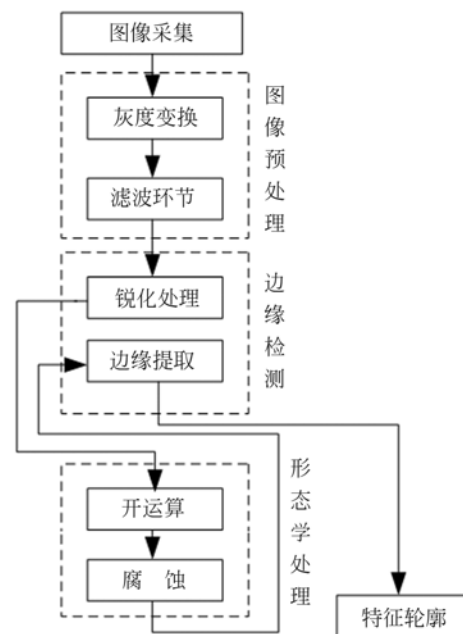 图像采集
灰度变换
滤波环节
图像预处理
锐化处理
边缘提取
边缘检测
开运算
腐 蚀
形态学处理
特征轮廓